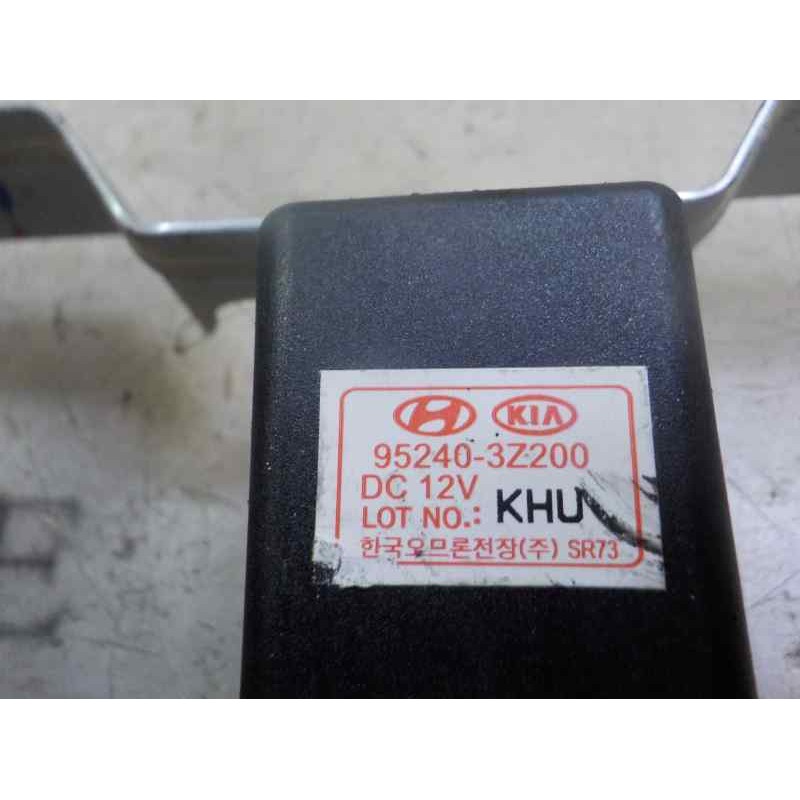 H KIA
95240-3Z200
DC 12V
LOT NO.: KHU
한국오므론전장(주) SR73